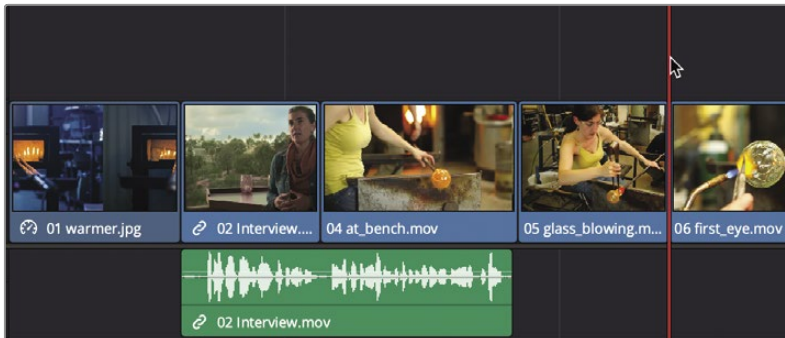 01 warmer.jpg
02 Interview....
04 at_bench.mov
05 glass_blowing.m...
06 first_eye.mov
02 Interview.mov